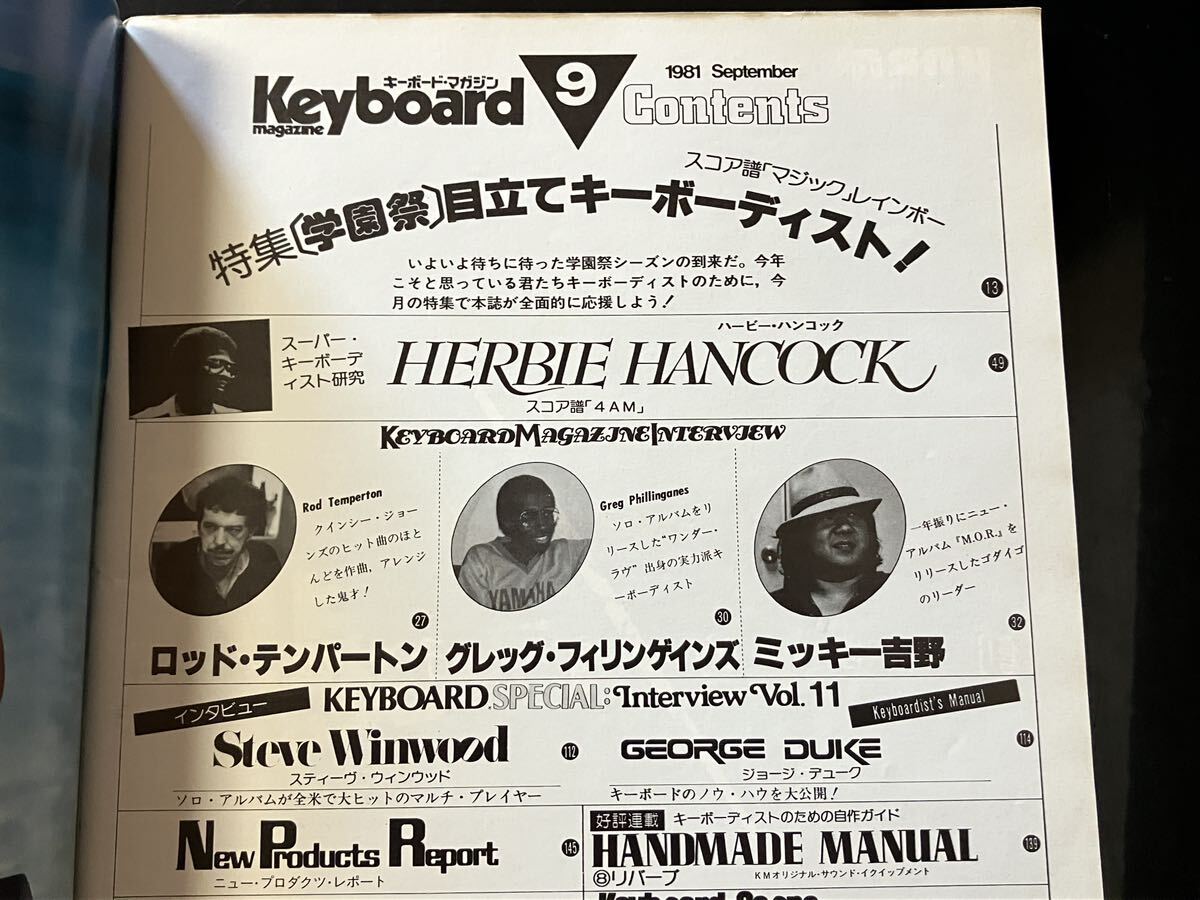 キーボード・マガジン
Keyboard
magazine
9
1981 September
Contents
スコア譜「マジック」レインボー
特集〔学園祭〕目立てキーボーディスト!
いよいよ待ちに待った学園祭シーズンの到来だ。今年
こそと思っている君たちキーボーディストのために,今
月の特集で本誌が全面的に応援しよう!
13
スーパー・
キーボーデ
ィスト研究
ハービー・ハンコック
HERBIE HANCOCK
スコア譜「4AM」
49
KEYBOARD MAGAZINE INTERVIEW
Rod Temperton
クインシー・ジョー
ンズのヒット曲のほと
んどを作曲,アレンジ
した鬼才!
27
ロッド・テンパートン
Greg Phillinganes
ソロ・アルバムをリ
リースした“ワンダー・
ラヴ”出身の実力派キ
ーボーディスト
YAMAHA
30
グレッグ・フィリンゲインズ
一年振りにニュー・
アルバム『M.O.R.』を
リリースしたゴダイゴ
のリーダー
32
ミッキー吉野
インタビュー
KEYBOARD SPECIAL: Interview Vol. 11
Keyboardist's Manual
Steve Winwood
112
スティーヴ・ウィンウッド
ソロ・アルバムが全米で大ヒットのマルチ・プレイヤー
GEORGE DUKE
114
ジョージ・デューク
キーボードのノウ・ハウを大公開!
New Products Report
145
ニュー・プロダクツ・レポート
好評連載 キーボーディストのための自作ガイド
HANDMADE MANUAL
139
⑧リバーブ
KMオリジナル・サウンド・イクイップメント